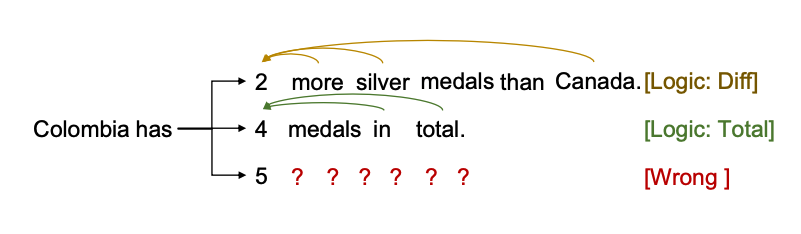 2 more silver medals than Canada. [Logic: Diff]
Colombia has 4 medals in total. [Logic: Total]
5 ? ? ? ? ? ? [Wrong ]